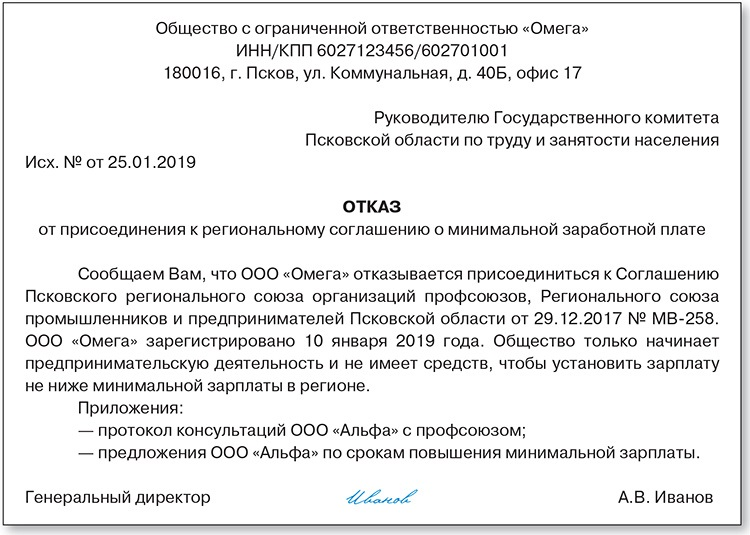 Общество с ограниченной ответственностью «Омега»
ИНН/КПП 6027123456/602701001
180016, г. Псков, ул. Коммунальная, д. 40Б, офис 17
Руководителю Государственного комитета
Псковской области по труду и занятости населения
Исх. № от 25.01.2019
ОТКАЗ
от присоединения к региональному соглашению о минимальной заработной плате
Сообщаем Вам, что ООО «Омега» отказывается присоединиться к Соглашению
Псковского регионального союза организаций профсоюзов, Регионального союза
промышленников и предпринимателей Псковской области от 29.12.2017 № МВ-258.
ООО «Омега» зарегистрировано 10 января 2019 года. Общество только начинает
предпринимательскую деятельность и не имеет средств, чтобы установить зарплату
не ниже минимальной зарплаты в регионе.
Приложения:
— протокол консультаций ООО «Альфа» с профсоюзом;
— предложения ООО «Альфа» по срокам повышения минимальной зарплаты.
Генеральный директор Иванов А.В. Иванов